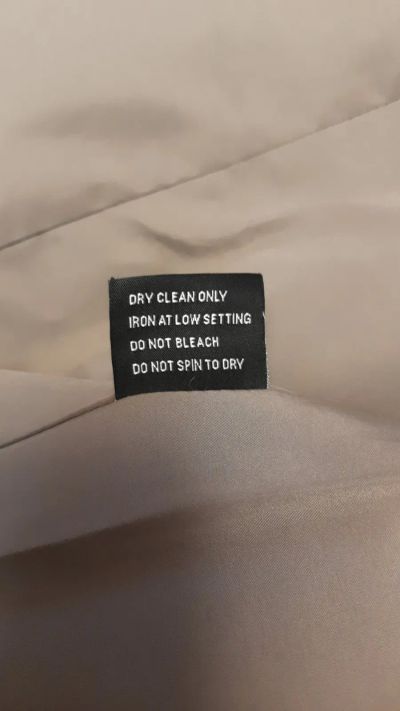 DRY CLEAN ONLY
IRON AT LOW SETTING
DO NOT BLEACH
DO NOT SPIN TO DRY